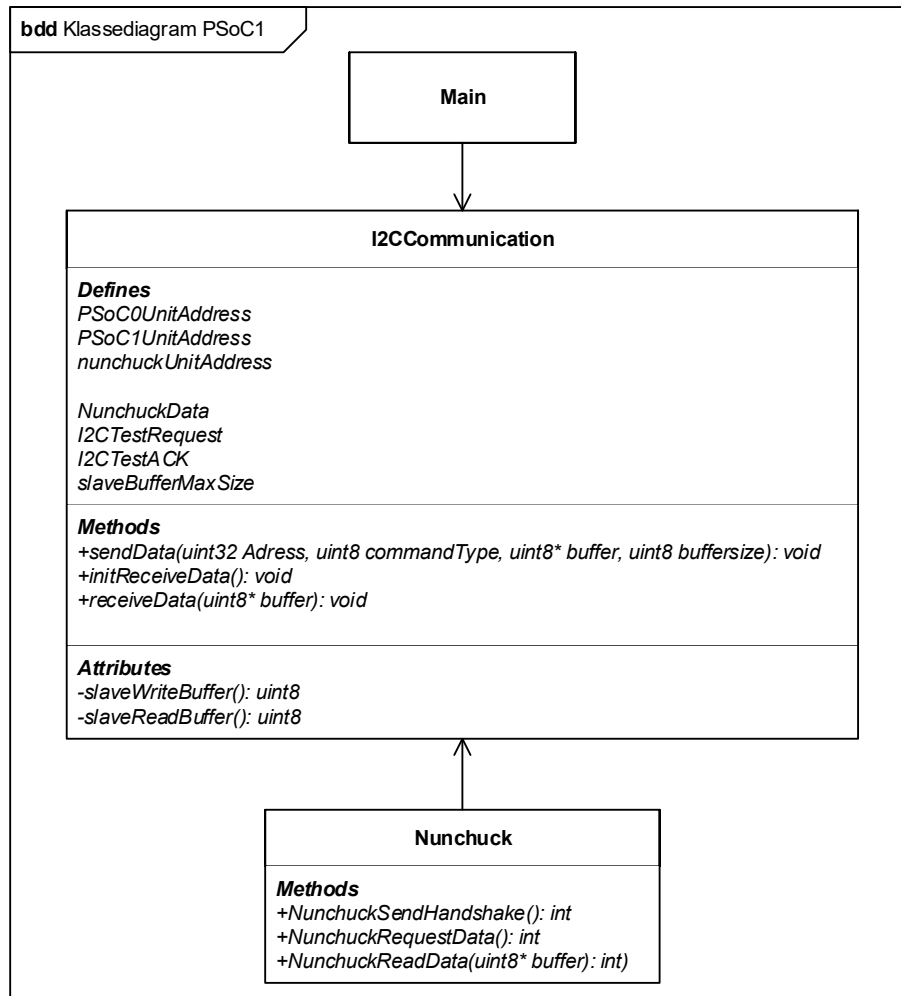 bdd Klassediagram PSoC1
Main
I2CCommunication
Defines
PSoC0UnitAddress
PSoC1UnitAddress
nunchuckUnitAddress
NunchuckData
I2CTestRequest
I2CTestACK
slaveBufferMaxSize
Methods
+sendData(uint32 Adress, uint8 commandType, uint8* buffer, uint8 buffersize): void
+initReceiveData(): void
+receiveData(uint8* buffer): void
Attributes
-slaveWriteBuffer(): uint8
-slaveReadBuffer(): uint8
Nunchuck
Methods
+NunchuckSendHandshake(): int
+NunchuckRequestData(): int
+NunchuckReadData(uint8* buffer): int)